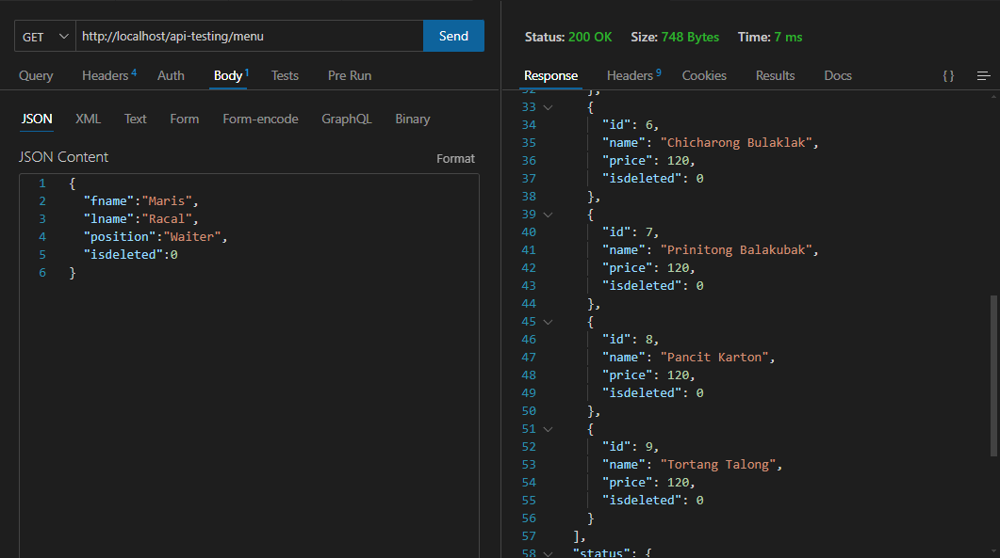 GET http://localhost/api-testing/menu Send
Query Headers 4 Auth Body 1 Tests Pre Run
JSON XML Text Form Form-encode GraphQL Binary
JSON Content Format
1 {
2 "fname":"Maris",
3 "lname":"Racal",
4 "position":"Waiter",
5 "isdeleted":0
6 }
Status: 200 OK Size: 748 Bytes Time: 7 ms
Response Headers 9 Cookies Results Docs { }
32 },
33 {
34 "id": 6,
35 "name": "Chicharong Bulaklak",
36 "price": 120,
37 "isdeleted": 0
38 },
39 {
40 "id": 7,
41 "name": "Prinitong Balakubak",
42 "price": 120,
43 "isdeleted": 0
44 },
45 {
46 "id": 8,
47 "name": "Pancit Karton",
48 "price": 120,
49 "isdeleted": 0
50 },
51 {
52 "id": 9,
53 "name": "Tortang Talong",
54 "price": 120,
55 "isdeleted": 0
56 }
57 ],
58 "status": {